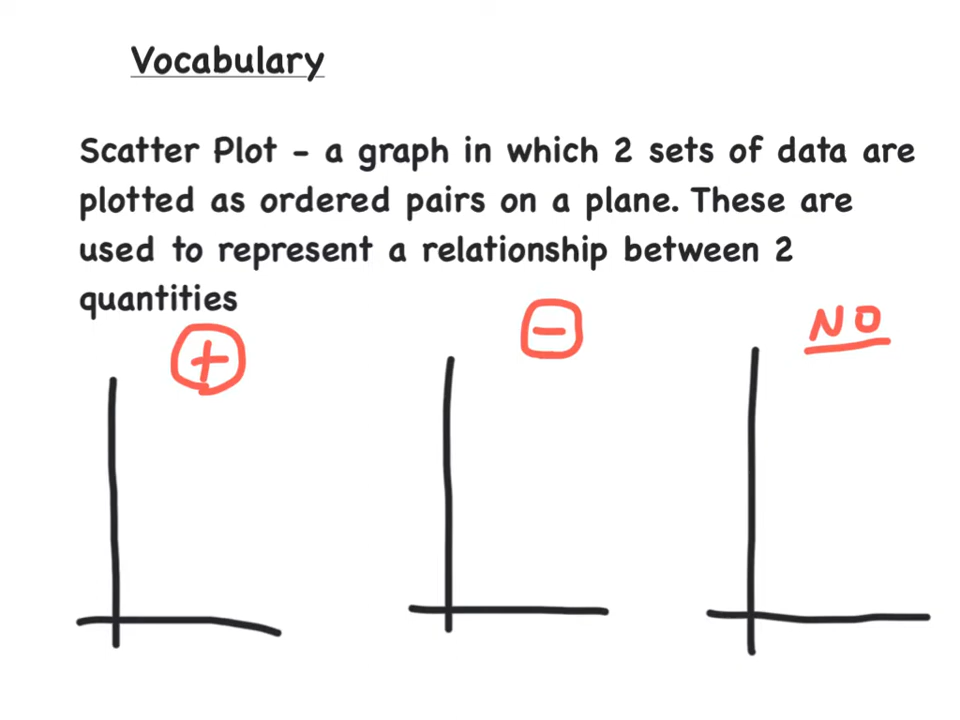 Vocabulary
Scatter Plot - a graph in which 2 sets of data are
plotted as ordered pairs on a plane. These are
used to represent a relationship between 2
quantities
+ - NO